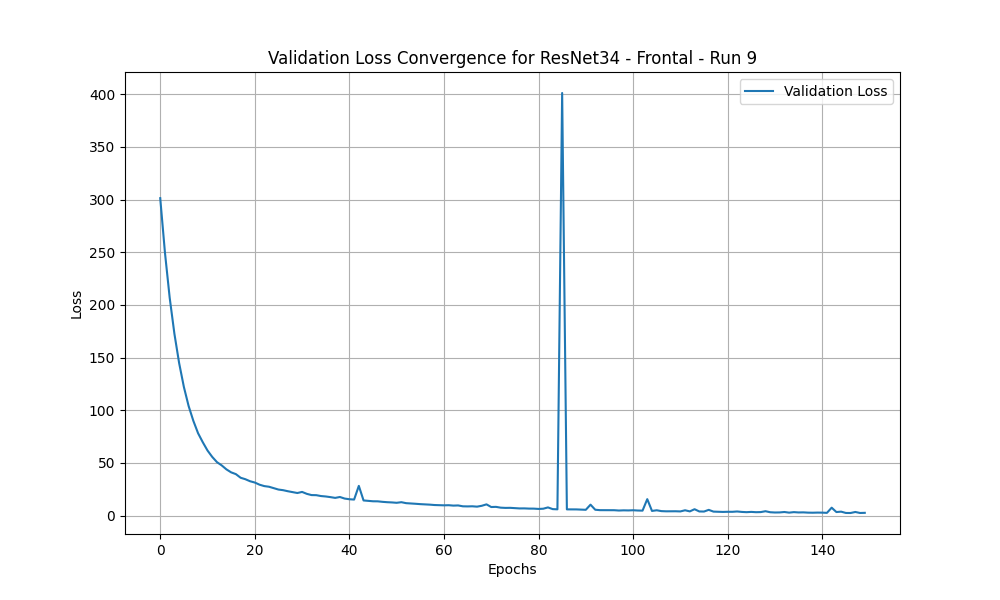 Validation Loss Convergence for ResNet34 - Frontal - Run 9
Validation Loss
400
350
300
250
200
150
100
50
0
Loss
0 20 40 60 80 100 120 140
Epochs